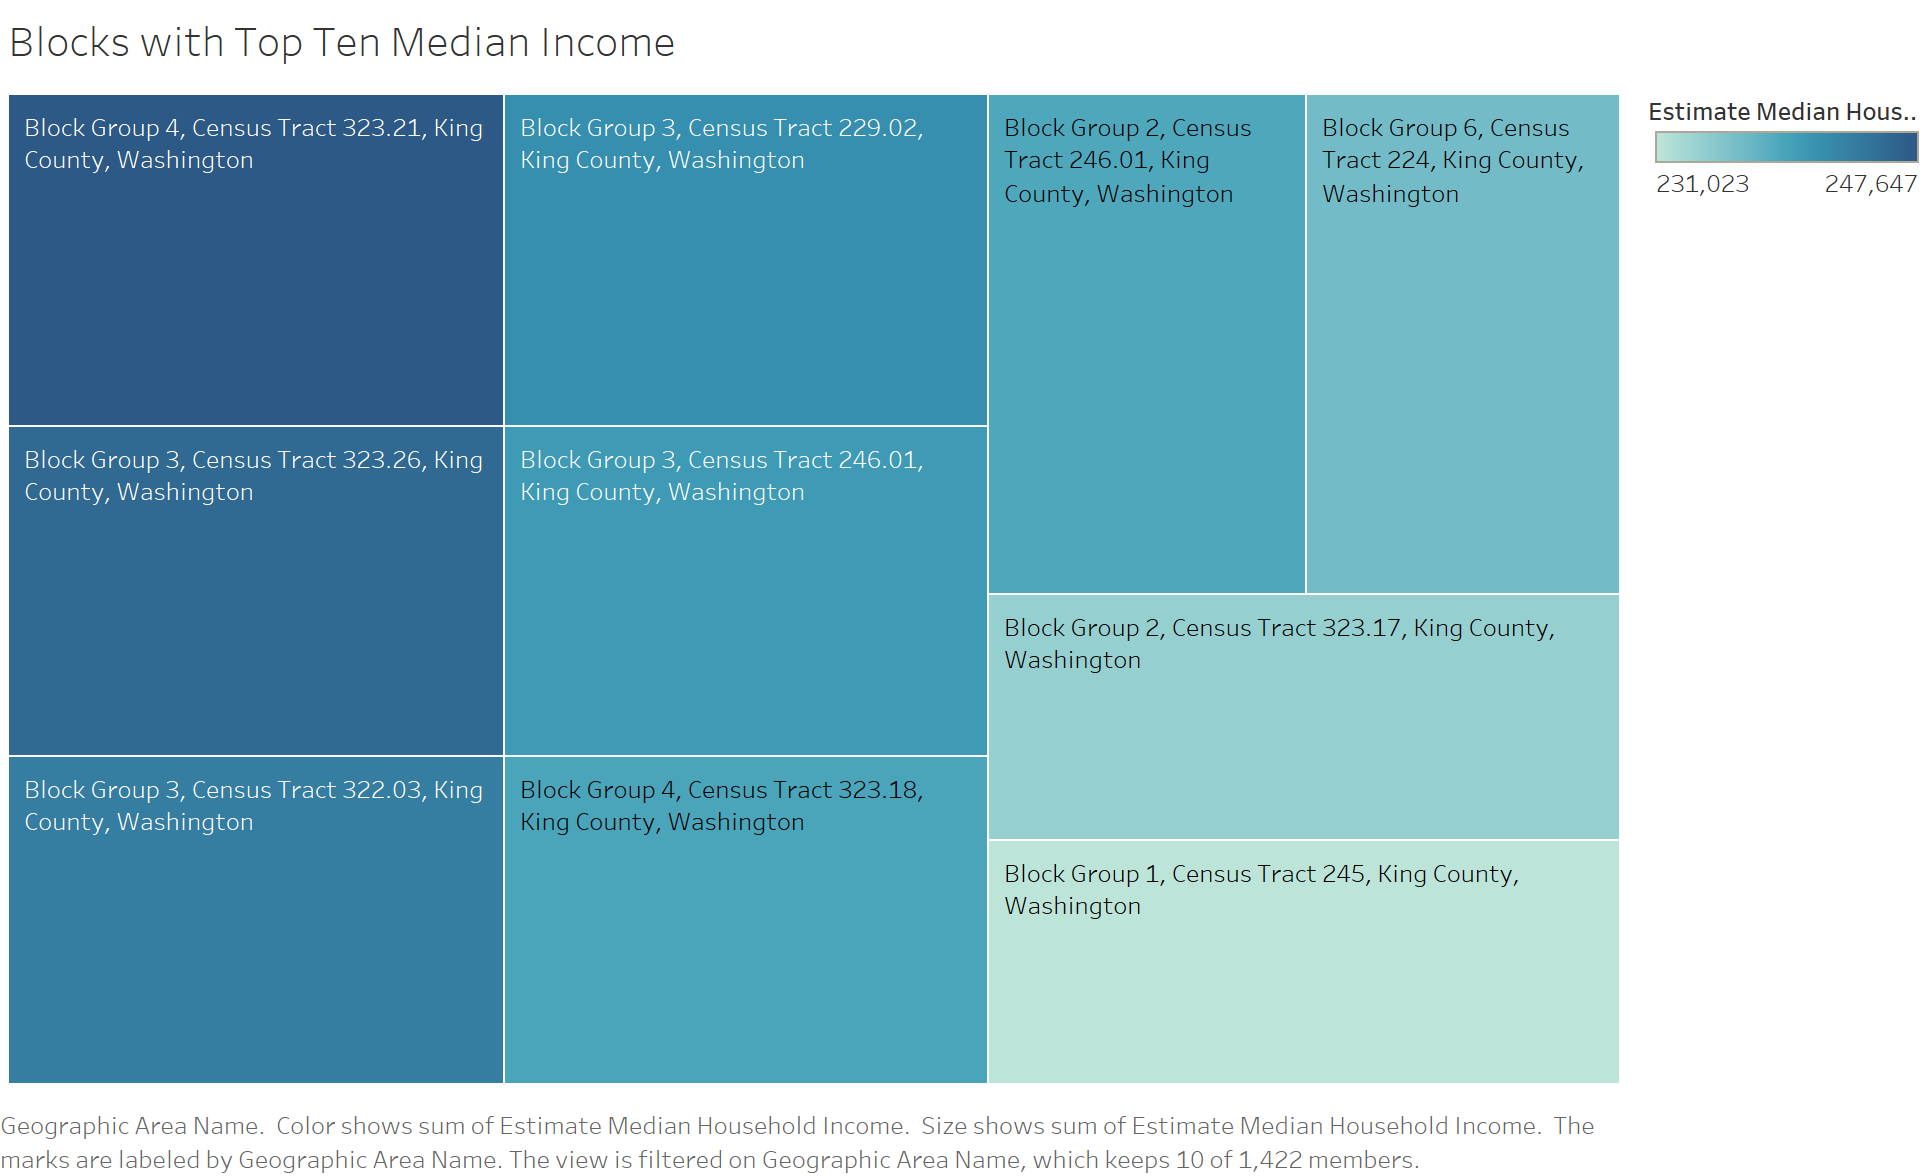 Blocks with Top Ten Median Income
Block Group 4, Census Tract 323.21, King
County, Washington
Block Group 3, Census Tract 323.26, King
County, Washington
Block Group 3, Census Tract 322.03, King
County, Washington
Block Group 3, Census Tract 229.02,
King County, Washington
Block Group 3, Census Tract 246.01,
King County, Washington
Block Group 4, Census Tract 323.18,
King County, Washington
Block Group 2, Census
Tract 246.01, King
County, Washington
Block Group 6, Census
Tract 224, King County,
Washington
Block Group 2, Census Tract 323.17, King County,
Washington
Block Group 1, Census Tract 245, King County,
Washington
Estimate Median Hous..
231,023 247,647
Geographic Area Name.  Color shows sum of Estimate Median Household Income.  Size shows sum of Estimate Median Household Income.  The
marks are labeled by Geographic Area Name. The view is filtered on Geographic Area Name, which keeps 10 of 1,422 members.